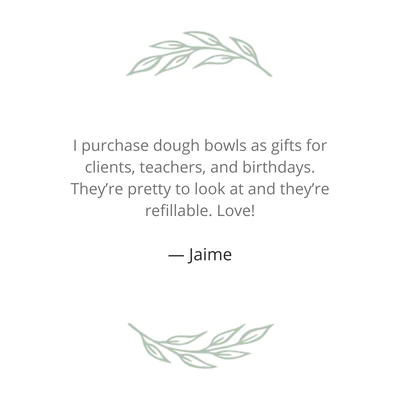 I purchase dough bowls as gifts for
clients, teachers, and birthdays.
They’re pretty to look at and they’re
refillable. Love!
— Jaime